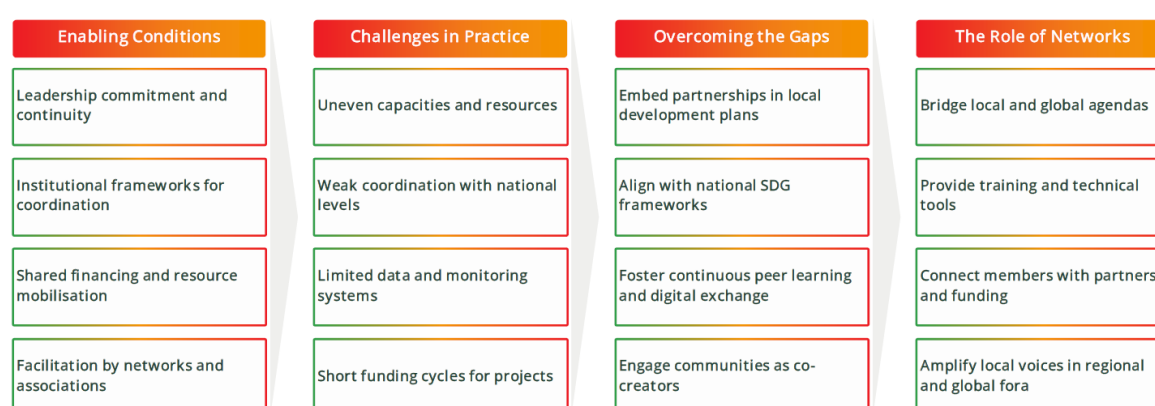 Enabling Conditions
Leadership commitment and
continuity
Institutional frameworks for
coordination
Shared financing and resource
mobilisation
Facilitation by networks and
associations
Challenges in Practice
Uneven capacities and resources
Weak coordination with national
levels
Limited data and monitoring
systems
Short funding cycles for projects
Overcoming the Gaps
Embed partnerships in local
development plans
Align with national SDG
frameworks
Foster continuous peer learning
and digital exchange
Engage communities as co-
creators
The Role of Networks
Bridge local and global agendas
Provide training and technical
tools
Connect members with partners
and funding
Amplify local voices in regional
and global fora